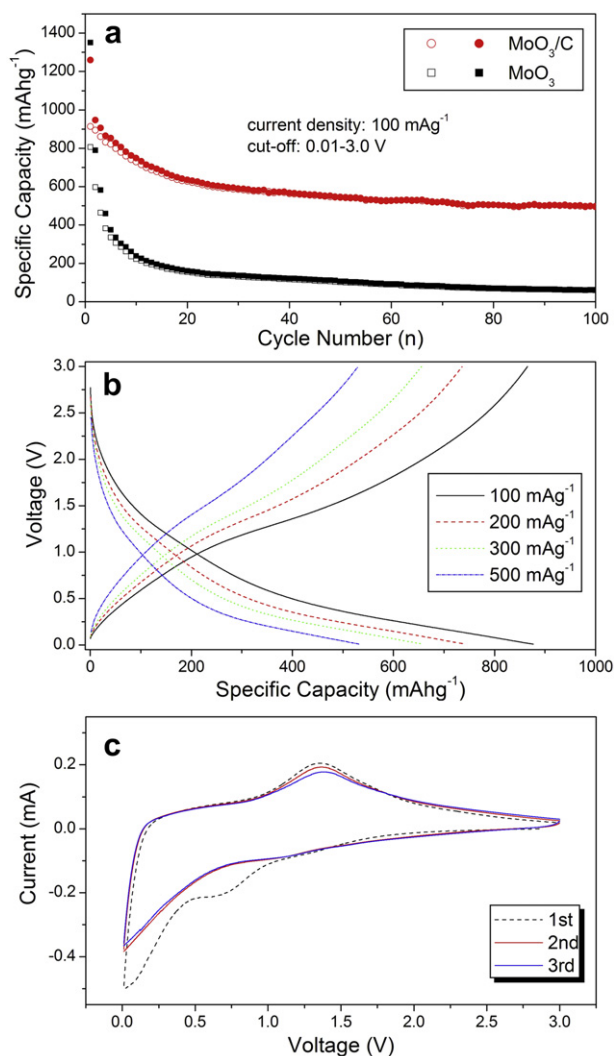 a
MoO₃/C
MoO₃
current density: 100 mAg⁻¹
cut-off: 0.01-3.0 V
Specific Capacity (mAhg⁻¹)
1400
1200
1000
800
600
400
200
0
0 20 40 60 80 100
Cycle Number (n)
b
Voltage (V)
3.0
2.5
2.0
1.5
1.0
0.5
0.0
100 mAg⁻¹
200 mAg⁻¹
300 mAg⁻¹
500 mAg⁻¹
0 200 400 600 800 1000
Specific Capacity (mAhg⁻¹)
c
Current (mA)
0.2
0.0
-0.2
-0.4
1st
2nd
3rd
0.0 0.5 1.0 1.5 2.0 2.5 3.0
Voltage (V)